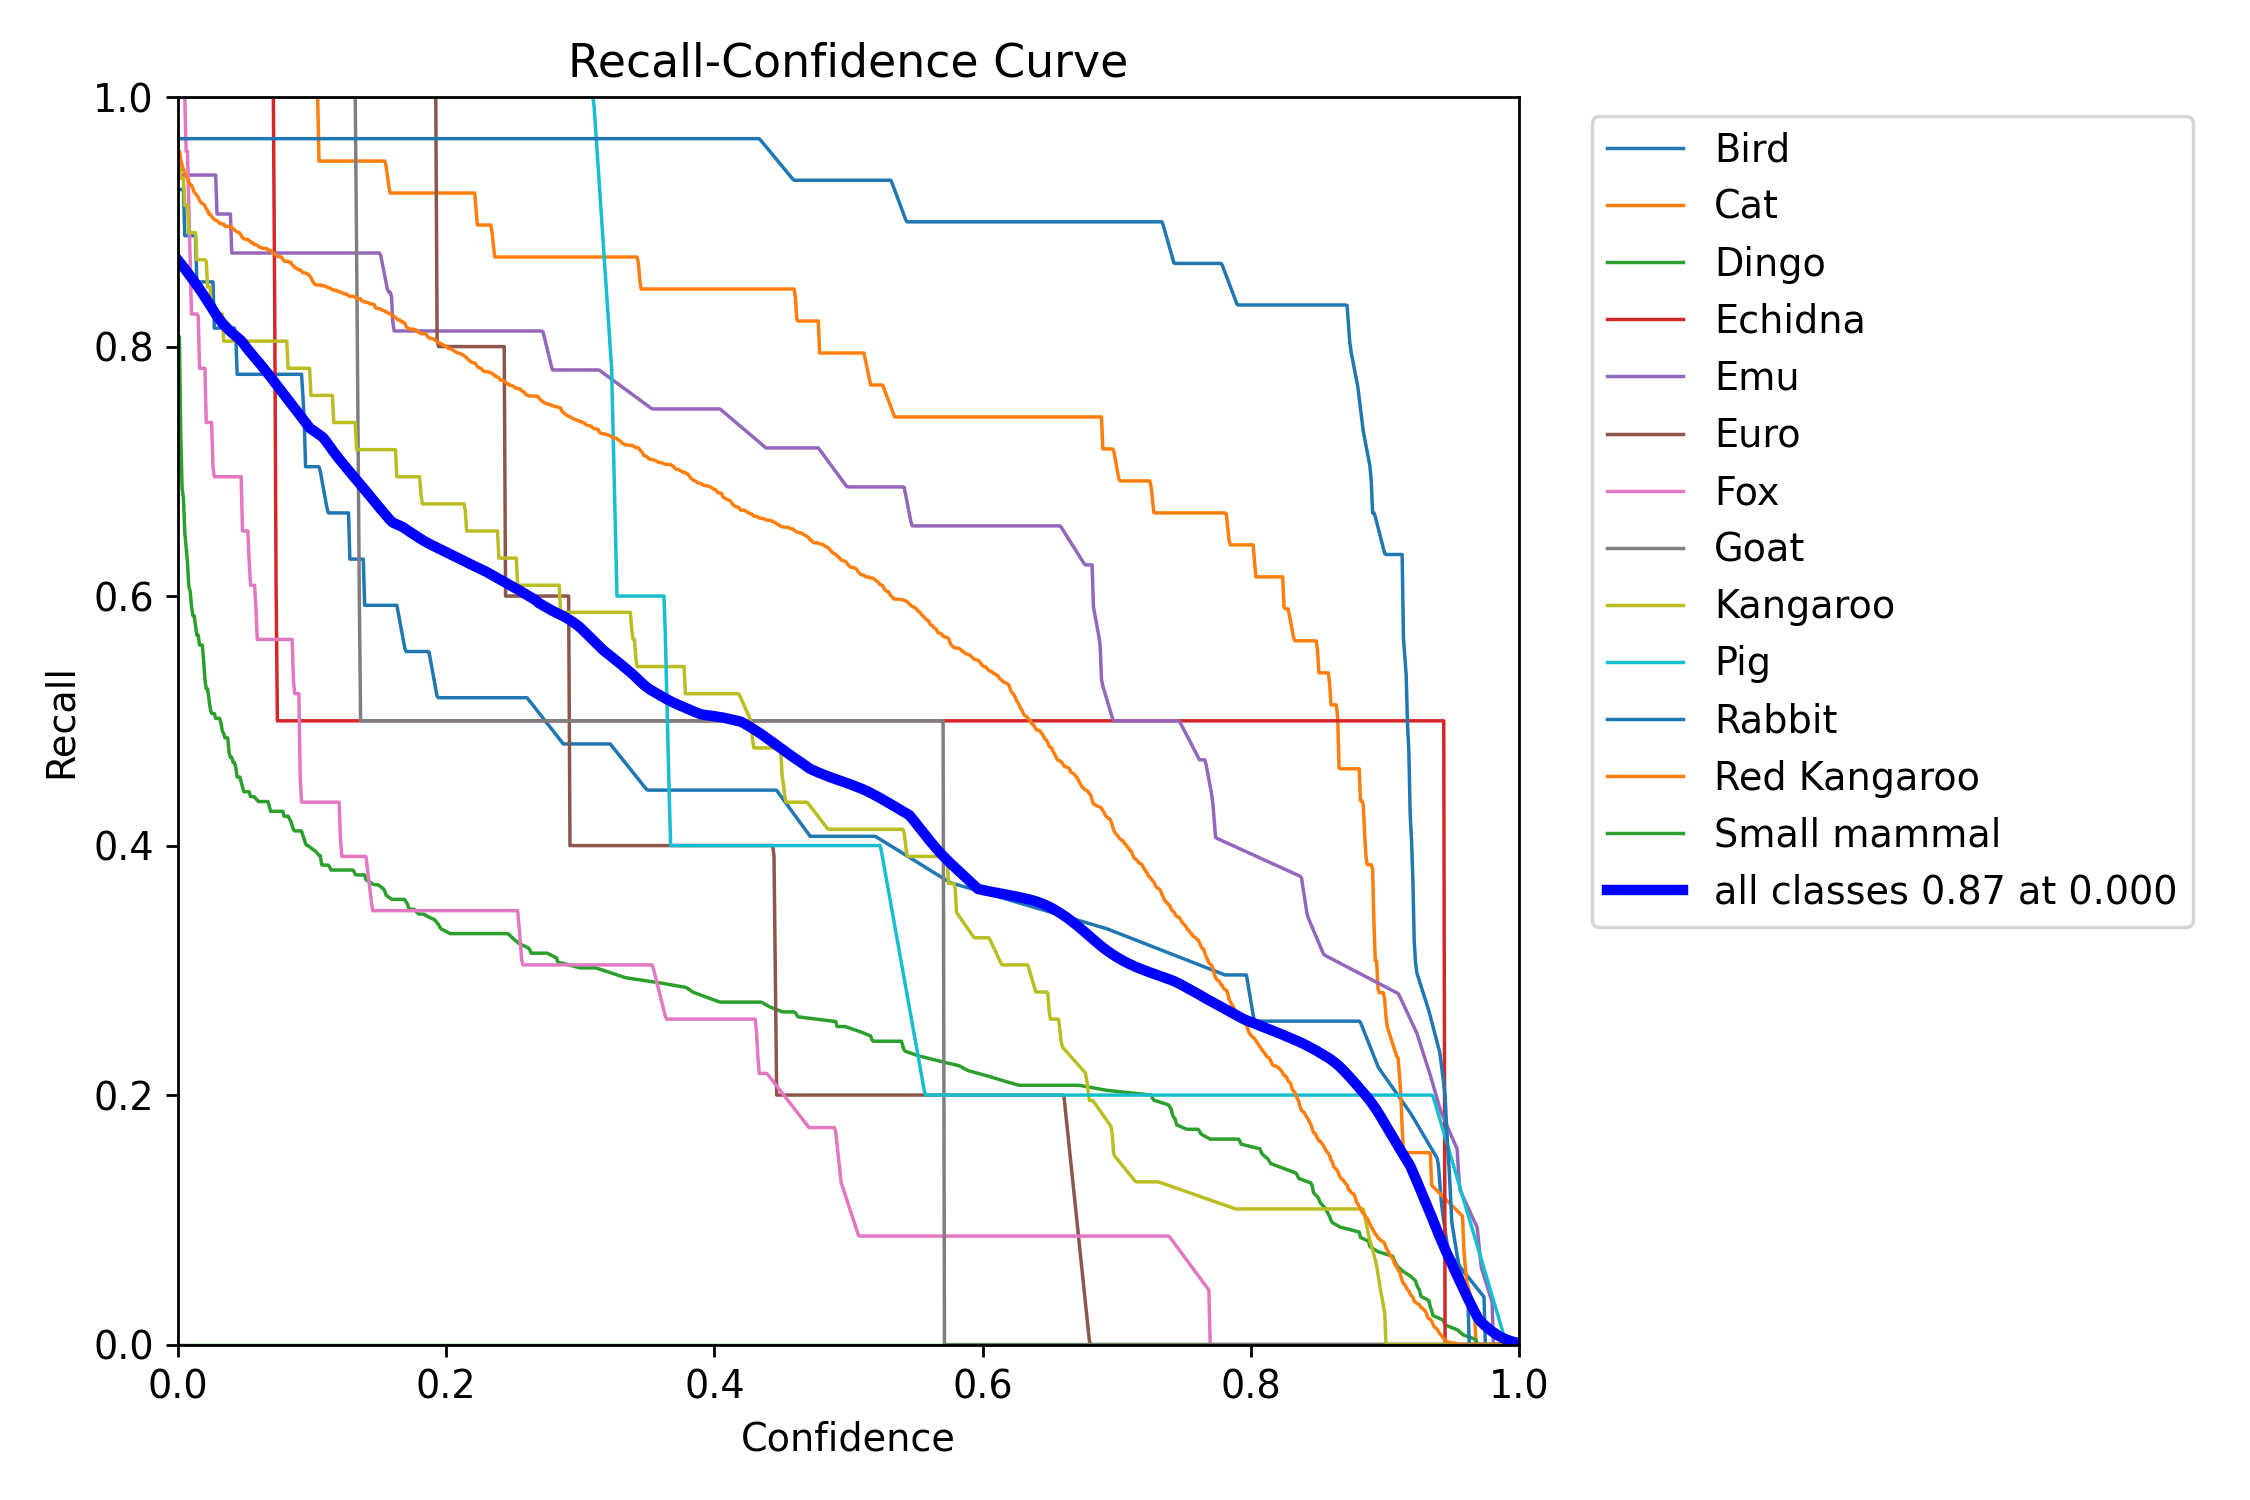 Recall-Confidence Curve
1.0
0.8
0.6
0.4
0.2
0.0
Recall
0.0 0.2 0.4 0.6 0.8 1.0
Confidence
Bird
Cat
Dingo
Echidna
Emu
Euro
Fox
Goat
Kangaroo
Pig
Rabbit
Red Kangaroo
Small mammal
all classes 0.87 at 0.000